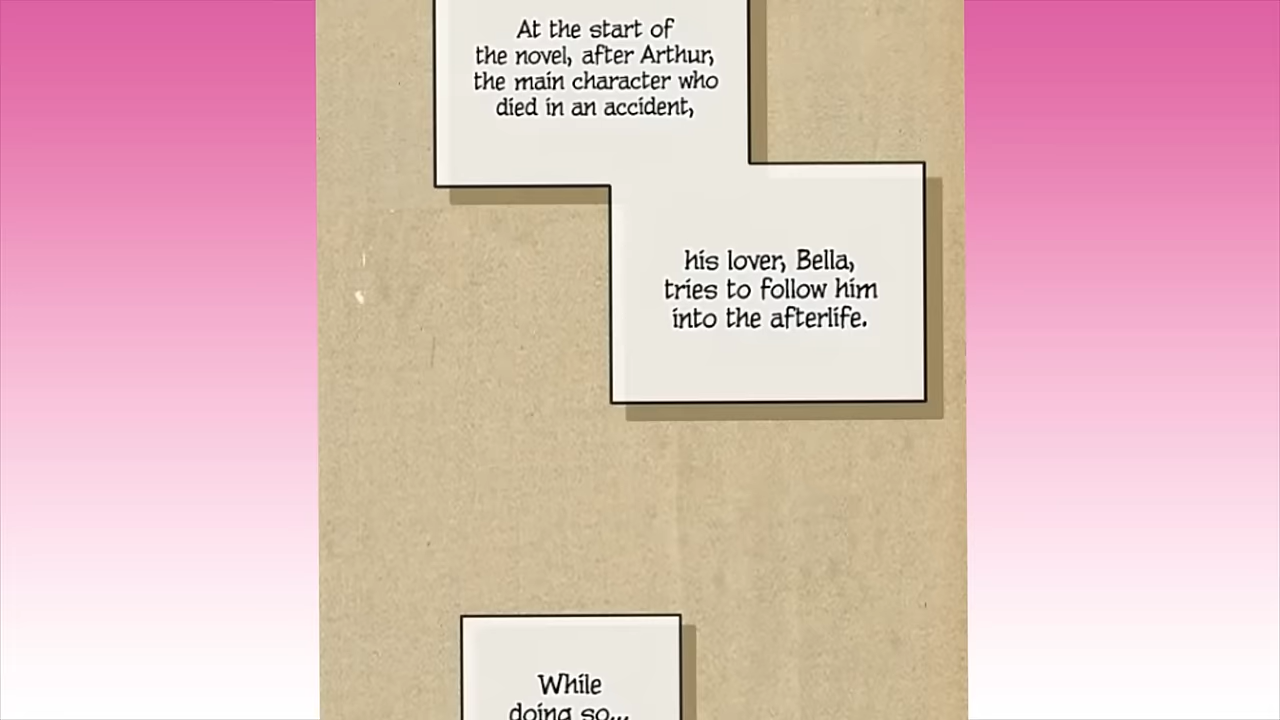 At the start of
the novel, after Arthur,
the main character who
died in an accident,
his lover, Bella,
tries to follow him
into the afterlife.
While
doing so...